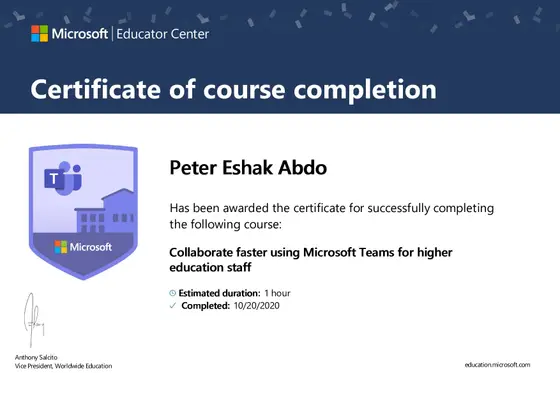 Microsoft | Educator Center
Certificate of course completion
Peter Eshak Abdo
Has been awarded the certificate for successfully completing
the following course:
Collaborate faster using Microsoft Teams for higher
education staff
Estimated duration: 1 hour
Completed: 10/20/2020
T
Microsoft
Anthony Salcito
Vice President, Worldwide Education
education.microsoft.com